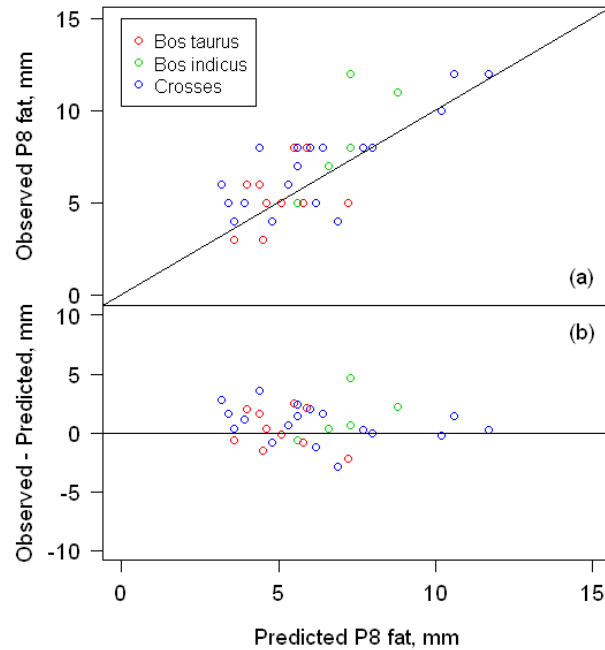 Observed P8 fat, mm
15
10
5
0
Bos taurus
Bos indicus
Crosses
(a)
Observed - Predicted, mm
10
5
0
-5
-10
(b)
0 5 10 15
Predicted P8 fat, mm